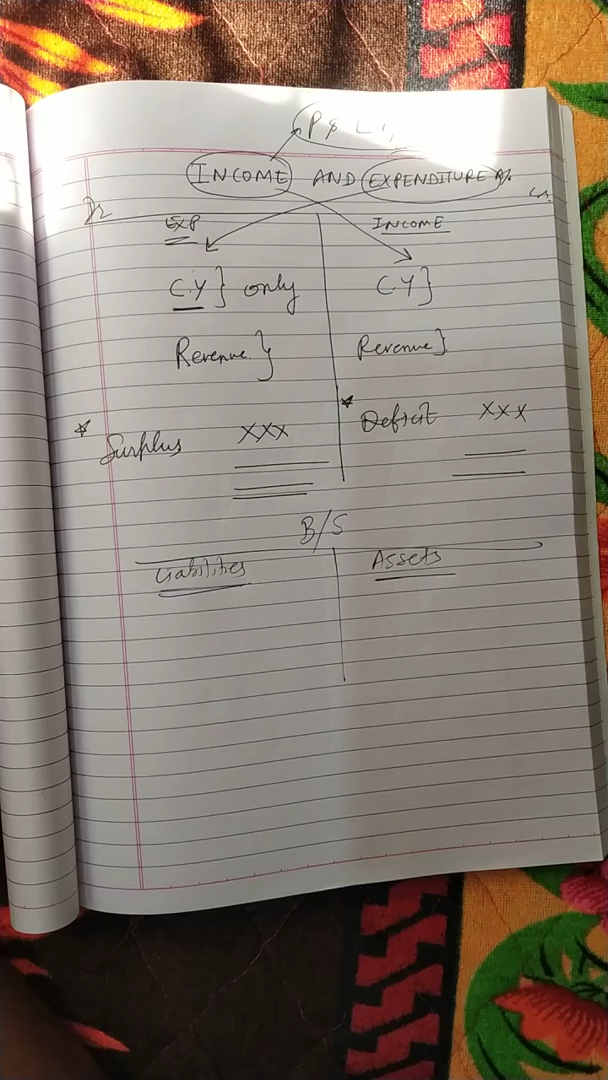 P & L
INCOME AND EXPENDITURE A/c
Dr Cr.
EXP INCOME
C.Y } only C.Y }
Revenue } Revenue ]
* Surplus XXX * Deficit XXX
B/S
Liabilities Assets